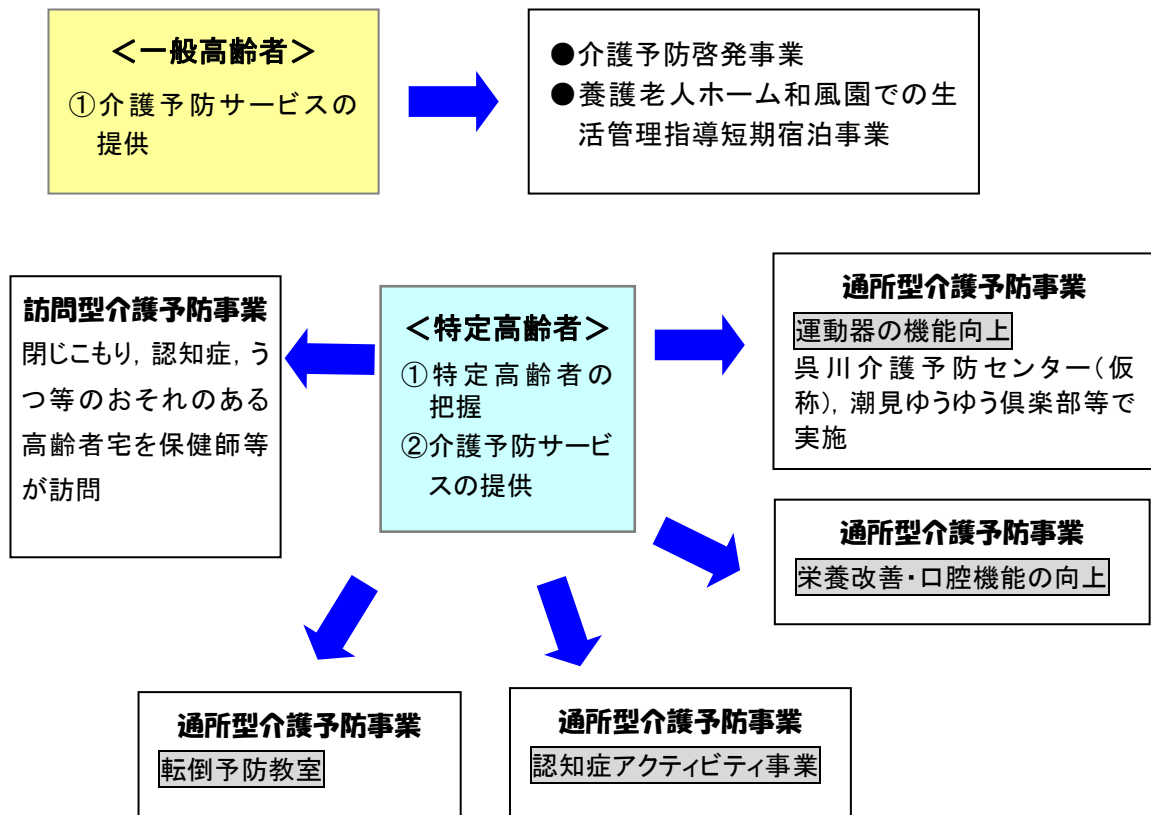 ＜一般高齢者＞
①介護予防サービスの
提供
●介護予防啓発事業
●養護老人ホーム和風園での生
活管理指導短期宿泊事業
訪問型介護予防事業
閉じこもり，認知症，う
つ等のおそれのある
高齢者宅を保健師等
が訪問
＜特定高齢者＞
①特定高齢者の
把握
②介護予防サービ
スの提供
通所型介護予防事業
運動器の機能向上
呉川介護予防センター（仮
称），潮見ゆうゆう倶楽部等で
実施
通所型介護予防事業
栄養改善・口腔機能の向上
通所型介護予防事業
転倒予防教室
通所型介護予防事業
認知症アクティビティ事業